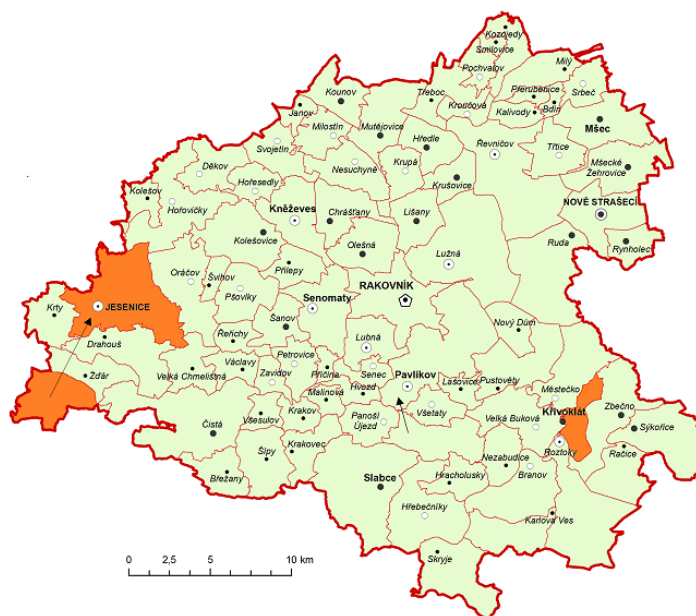 Kozojedy
Smilovice
Pochvalov
Milý
Přerubenice
Srbeč
Kounov
Třeboc
Bdín
Janov
Kroučová
Kalivody
Milostín
Mutějovice
Mšec
Svojetín
Hředle
Řevničov
Třtice
Nesuchyně
Krupá
Mšecké
Žehrovice
Děkov
Hořesedly
Krušovice
Kolešov
Hořovičky
Kněževes
Chrášťany
Lišany
NOVÉ STRAŠECÍ
Kolešovice
Olešná
Ruda
Rynholec
Lužná
Oráčov
Švihov
Přílepy
Pšovlky
RAKOVNÍK
Krty
JESENICE
Senomaty
Šanov
Nový Dům
Drahouš
Řeřichy
Lubná
Žďár
Velká Chmelištná
Václavy
Petrovice
Zavidov
Příčina
Senec
Pavlíkov
Malinová
Hvozd
Lašovice
Pustověty
Městečko
Panoší
Újezd
Všetaty
Křivoklát
Zbečno
Všesulov
Krakov
Velká Buková
Sýkořice
Čistá
Roztoky
Račice
Šípy
Krakovec
Nezabudice
Břežany
Slabce
Hracholusky
Branov
Hřebečníky
Karlova Ves
Skryje
0 2,5 5 10 km